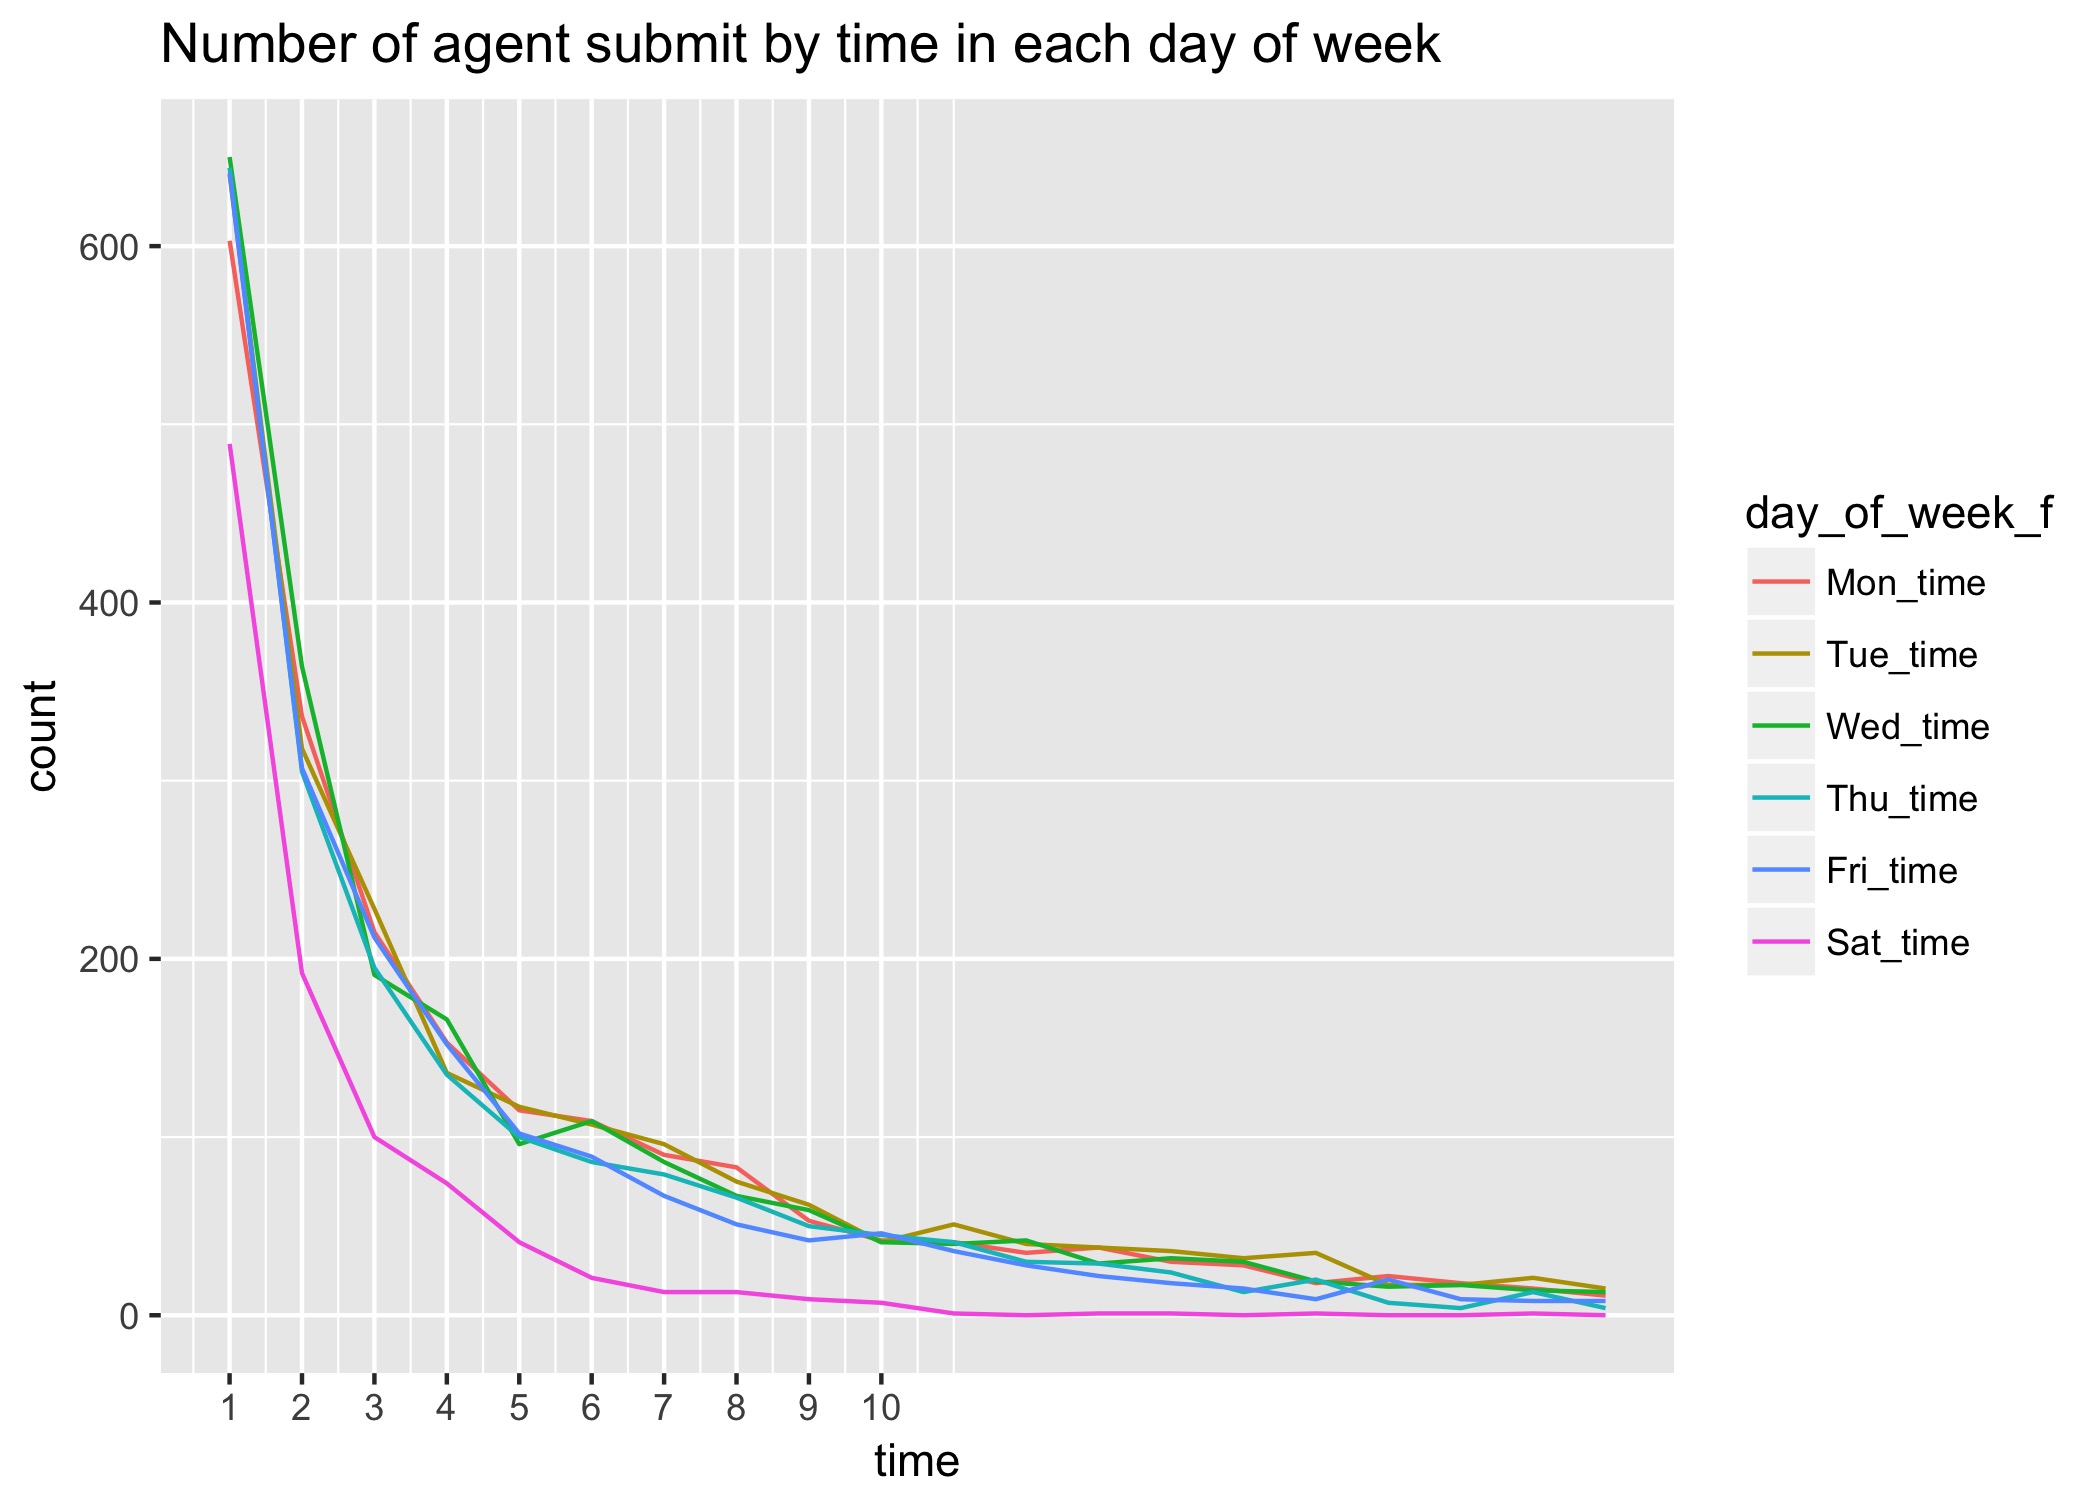 Number of agent submit by time in each day of week
600
400
200
0
count
1 2 3 4 5 6 7 8 9 10
time
day_of_week_f
Mon_time
Tue_time
Wed_time
Thu_time
Fri_time
Sat_time